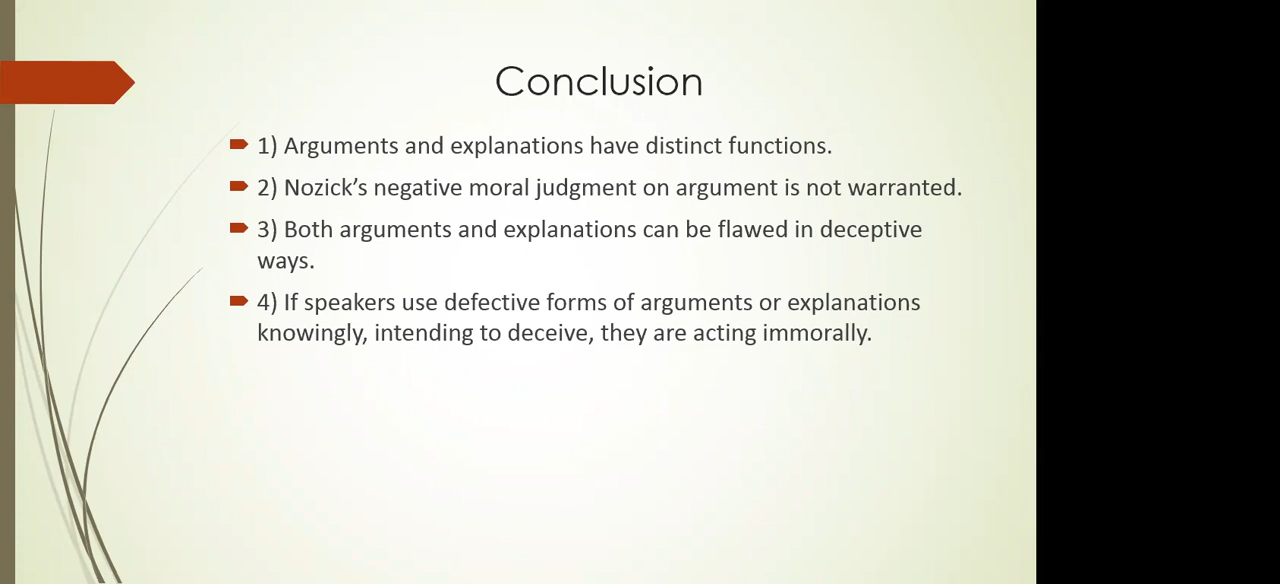 Conclusion
1) Arguments and explanations have distinct functions.
2) Nozick’s negative moral judgment on argument is not warranted.
3) Both arguments and explanations can be flawed in deceptive
ways.
4) If speakers use defective forms of arguments or explanations
knowingly, intending to deceive, they are acting immorally.